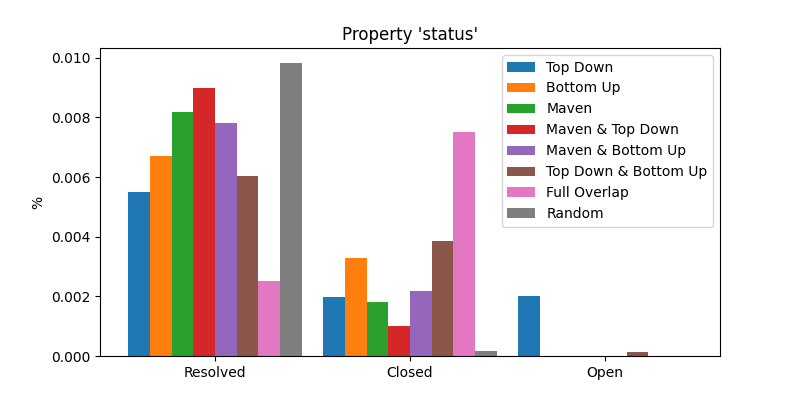 Property 'status'
%
0.010
0.008
0.006
0.004
0.002
0.000
Resolved
Closed
Open
Top Down
Bottom Up
Maven
Maven & Top Down
Maven & Bottom Up
Top Down & Bottom Up
Full Overlap
Random